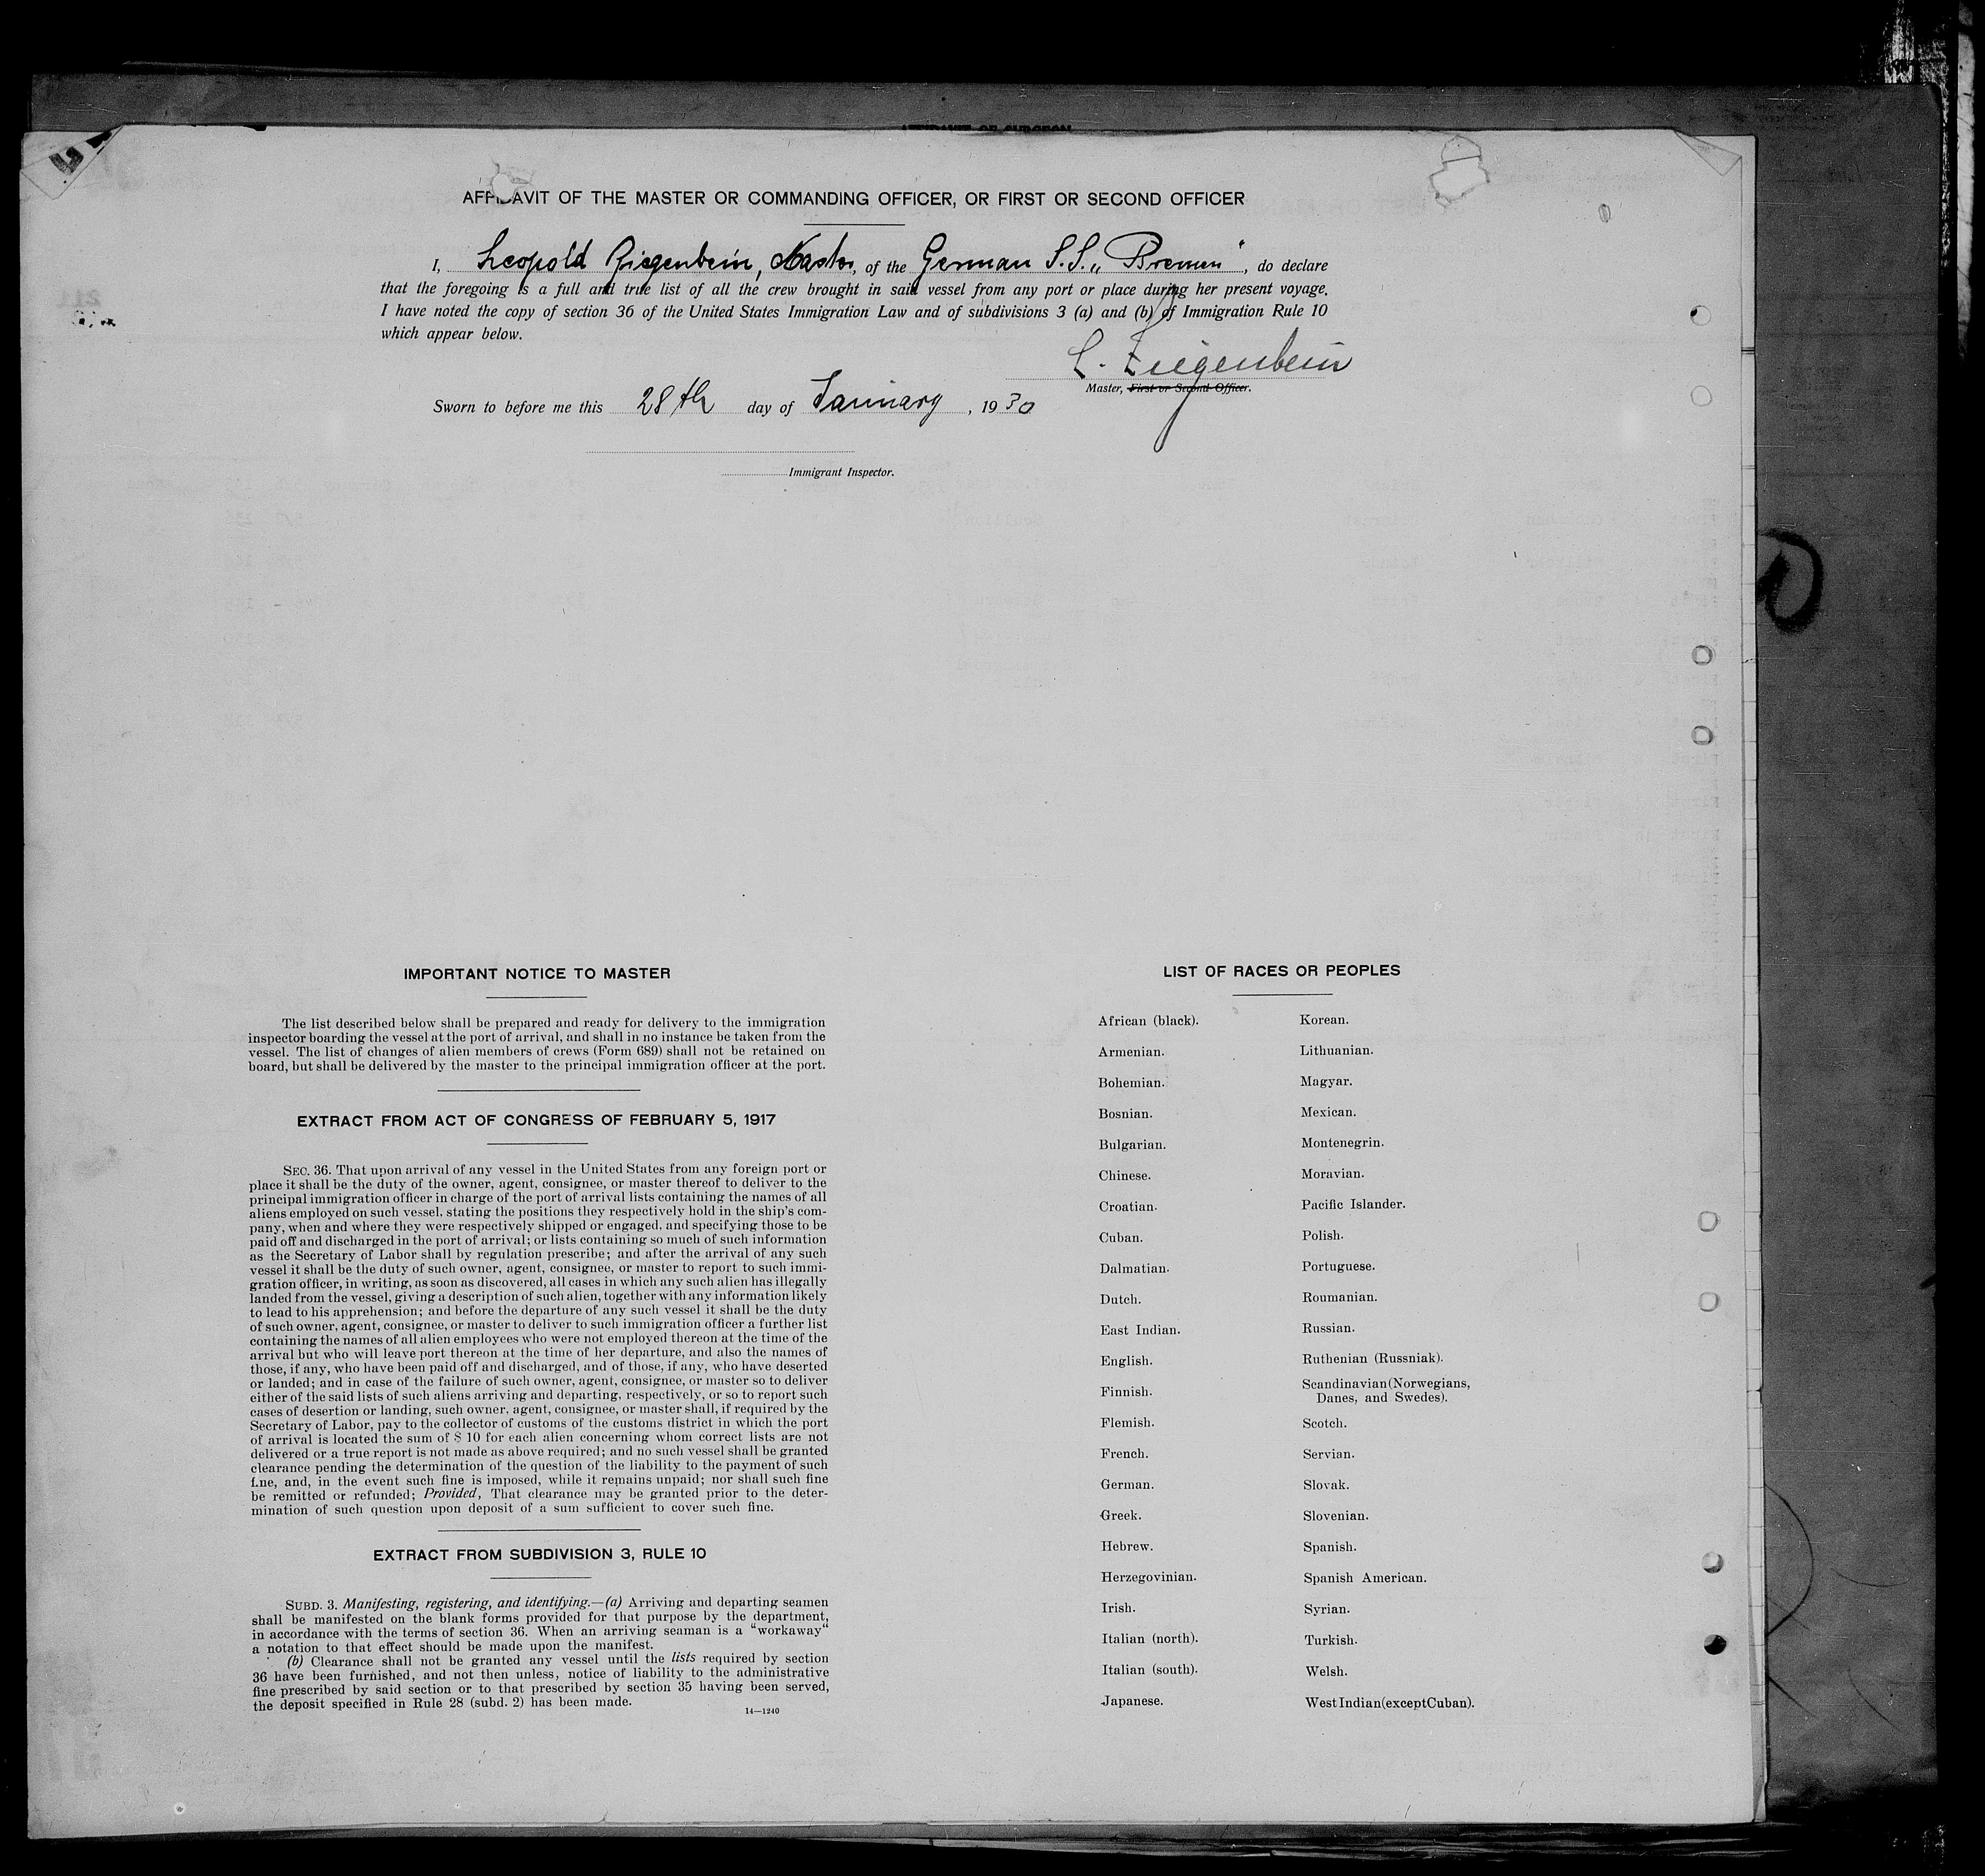 AFFIDAVIT OF THE MASTER OR COMMANDING OFFICER, OR FIRST OR SECOND OFFICER
I, Leopold Ziegenbein, Master, of the German S.S. „Bremen“, do declare
that the foregoing is a full and true list of all the crew brought in said vessel from any port or place during her present voyage.
I have noted the copy of section 36 of the United States Immigration Law and of subdivisions 3 (a) and (b) of Immigration Rule 10
which appear below.
L. Ziegenbein
Master, First or Second Officer.
Sworn to before me this 28th day of January, 1930
Immigrant Inspector.
IMPORTANT NOTICE TO MASTER
The list described below shall be prepared and ready for delivery to the immigration
inspector boarding the vessel at the port of arrival, and shall in no instance be taken from the
vessel. The list of changes of alien members of crews (Form 689) shall not be retained on
board, but shall be delivered by the master to the principal immigration officer at the port.
EXTRACT FROM ACT OF CONGRESS OF FEBRUARY 5, 1917
SEC. 36. That upon arrival of any vessel in the United States from any foreign port or
place it shall be the duty of the owner, agent, consignee, or master thereof to deliver to the
principal immigration officer in charge of the port of arrival lists containing the names of all
aliens employed on such vessel, stating the positions they respectively hold in the ship's com-
pany, when and where they were respectively shipped or engaged, and specifying those to be
paid off and discharged in the port of arrival; or lists containing so much of such information
as the Secretary of Labor shall by regulation prescribe; and after the arrival of any such
vessel it shall be the duty of such owner, agent, consignee, or master to report to such immi-
gration officer, in writing, as soon as discovered, all cases in which any such alien has illegally
landed from the vessel, giving a description of such alien, together with any information likely
to lead to his apprehension; and before the departure of any such vessel it shall be the duty
of such owner, agent, consignee, or master to deliver to such immigration officer a further list
containing the names of all alien employees who were not employed thereon at the time of the
arrival but who will leave port thereon at the time of her departure, and also the names of
those, if any, who have been paid off and discharged, and of those, if any, who have deserted
or landed; and in case of the failure of such owner, agent, consignee, or master so to deliver
either of the said lists of such aliens arriving and departing, respectively, or so to report such
cases of desertion or landing, such owner, agent, consignee, or master shall, if required by the
Secretary of Labor, pay to the collector of customs of the customs district in which the port
of arrival is located the sum of $ 10 for each alien concerning whom correct lists are not
delivered or a true report is not made as above required; and no such vessel shall be granted
clearance pending the determination of the question of the liability to the payment of such
fine, and, in the event such fine is imposed, while it remains unpaid; nor shall such fine
be remitted or refunded; Provided, That clearance may be granted prior to the deter-
mination of such question upon deposit of a sum sufficient to cover such fine.
EXTRACT FROM SUBDIVISION 3, RULE 10
SUBD. 3. Manifesting, registering, and identifying.—(a) Arriving and departing seamen
shall be manifested on the blank forms provided for that purpose by the department,
in accordance with the terms of section 36. When an arriving seaman is a “workaway“
a notation to that effect should be made upon the manifest.
(b) Clearance shall not be granted any vessel until the lists required by section
36 have been furnished, and not then unless, notice of liability to the administrative
fine prescribed by said section or to that prescribed by section 35 having been served,
the deposit specified in Rule 28 (subd. 2) has been made.
14—1240
LIST OF RACES OR PEOPLES
African (black).
Armenian.
Bohemian.
Bosnian.
Bulgarian.
Chinese.
Croatian.
Cuban.
Dalmatian.
Dutch.
East Indian.
English.
Finnish.
Flemish.
French.
German.
Greek.
Hebrew.
Herzegovinian.
Irish.
Italian (north).
Italian (south).
Japanese.
Korean.
Lithuanian.
Magyar.
Mexican.
Montenegrin.
Moravian.
Pacific Islander.
Polish.
Portuguese.
Roumanian.
Russian.
Ruthenian (Russniak).
Scandinavian (Norwegians,
Danes, and Swedes).
Scotch.
Servian.
Slovak.
Slovenian.
Spanish.
Spanish American.
Syrian.
Turkish.
Welsh.
West Indian (except Cuban).